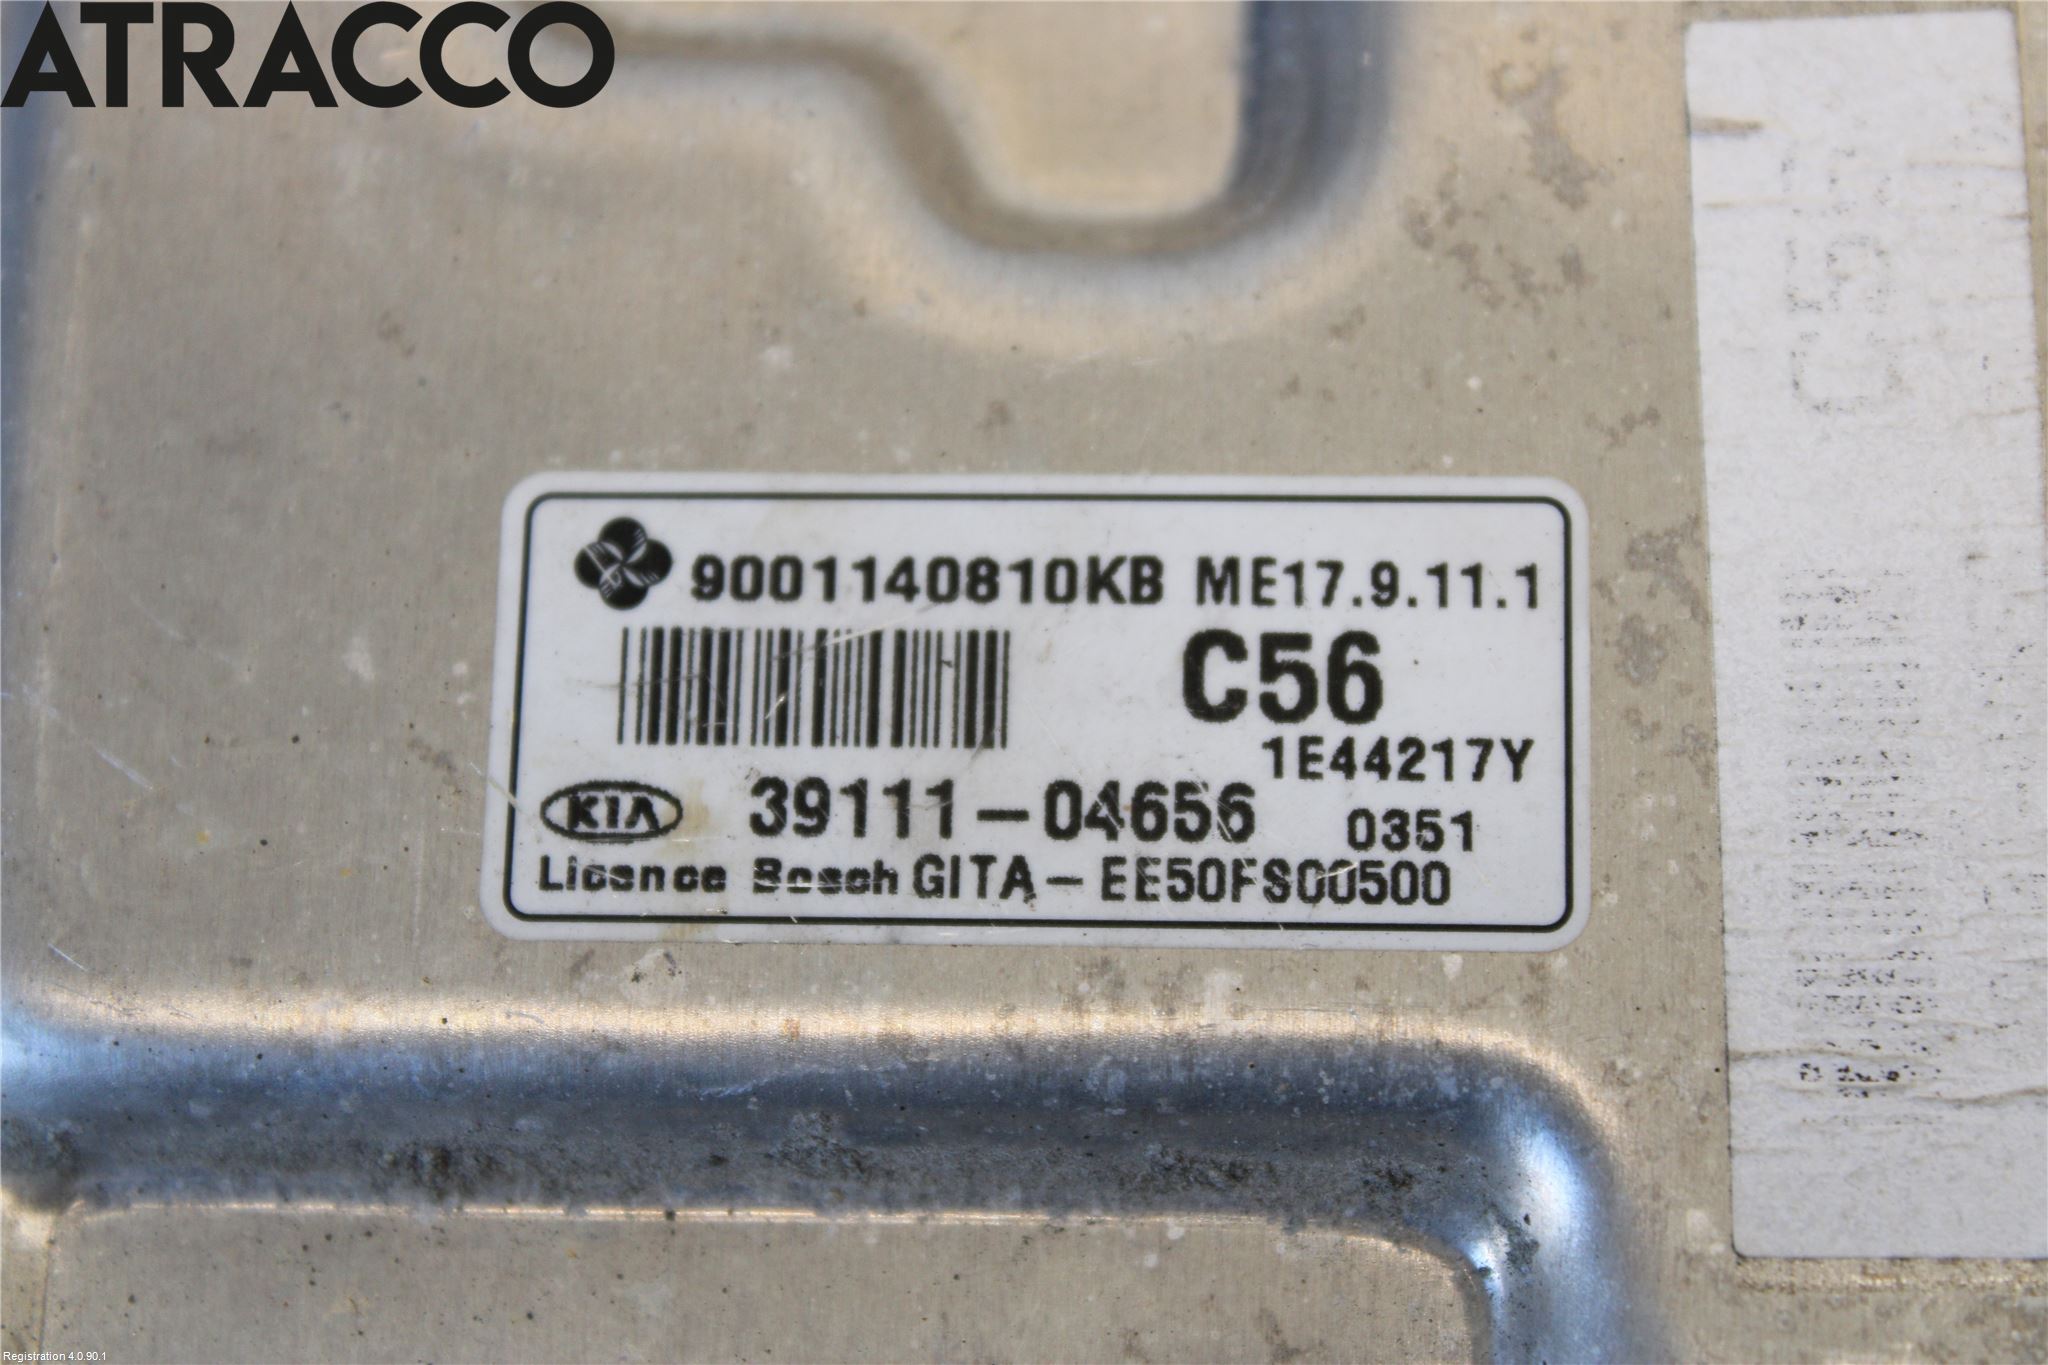 ATRACCO
9001140810KB ME17.9.11.1
C56
1E44217Y
KIA 39111-04656 0351
Licence Bosch GITA-EE50FS00500
C56
Registration 4.0.90.1